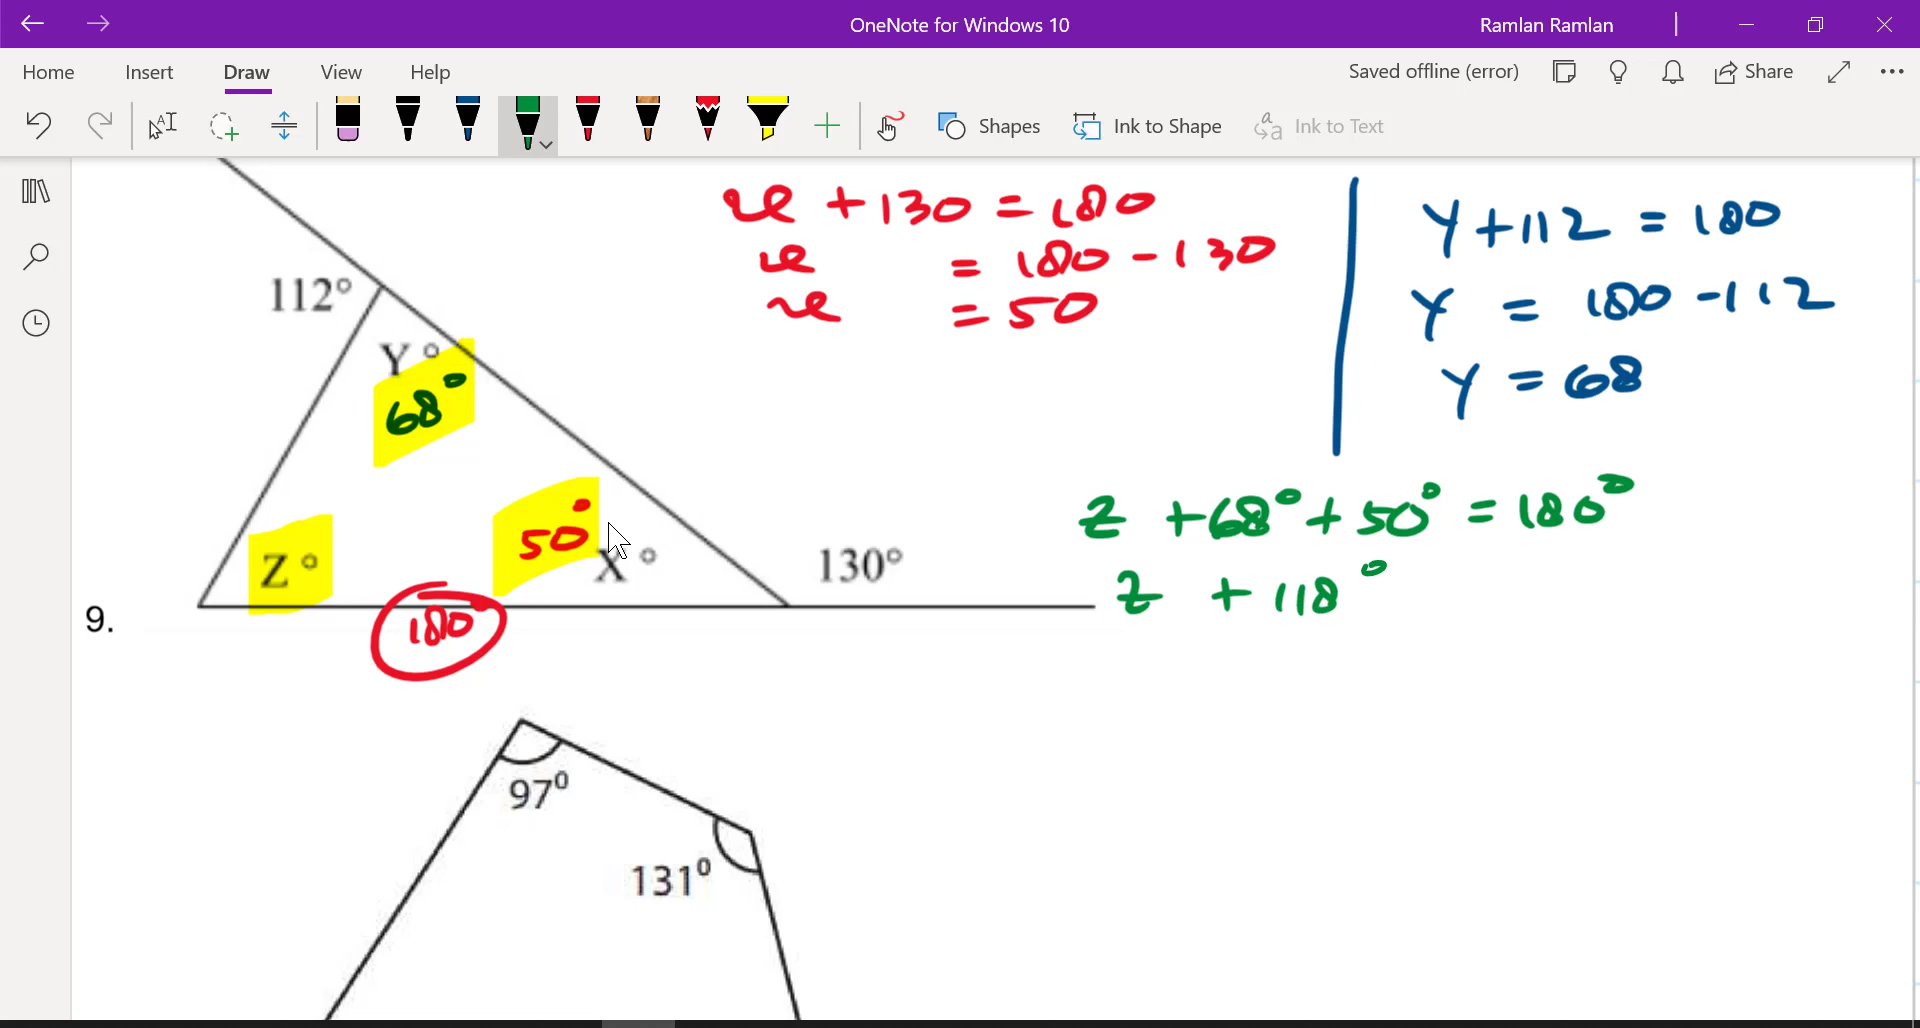 OneNote for Windows 10
Ramlan Ramlan
Home Insert Draw View Help
Saved offline (error) Share
Shapes Ink to Shape Ink to Text
x + 130 = 180
x = 180 - 130
x = 50
Y + 112 = 180
Y = 180 - 112
Y = 68
112°
Y°
68°
50°
Z°
X°
130°
180
9.
Z + 68° + 50° = 180°
Z + 118°
97⁰
131⁰